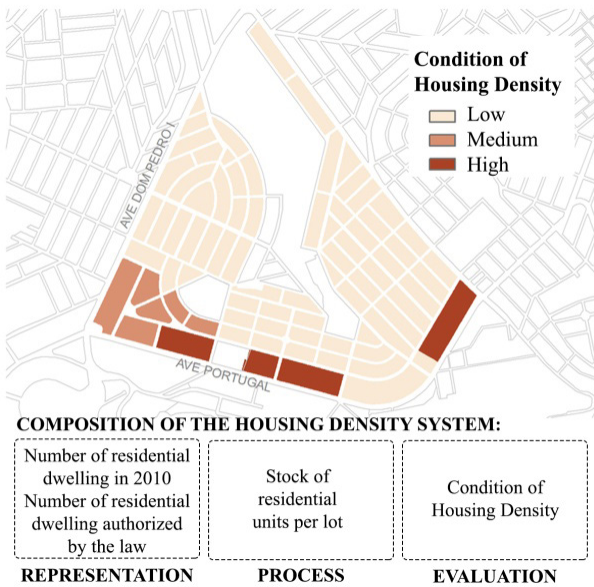 Condition of
Housing Density
Low
Medium
High
AVE DOM PEDRO I
AVE PORTUGAL
COMPOSITION OF THE HOUSING DENSITY SYSTEM:
Number of residential
dwelling in 2010
Number of residential
dwelling authorized
by the law
REPRESENTATION
Stock of
residential
units per lot
PROCESS
Condition of
Housing Density
EVALUATION